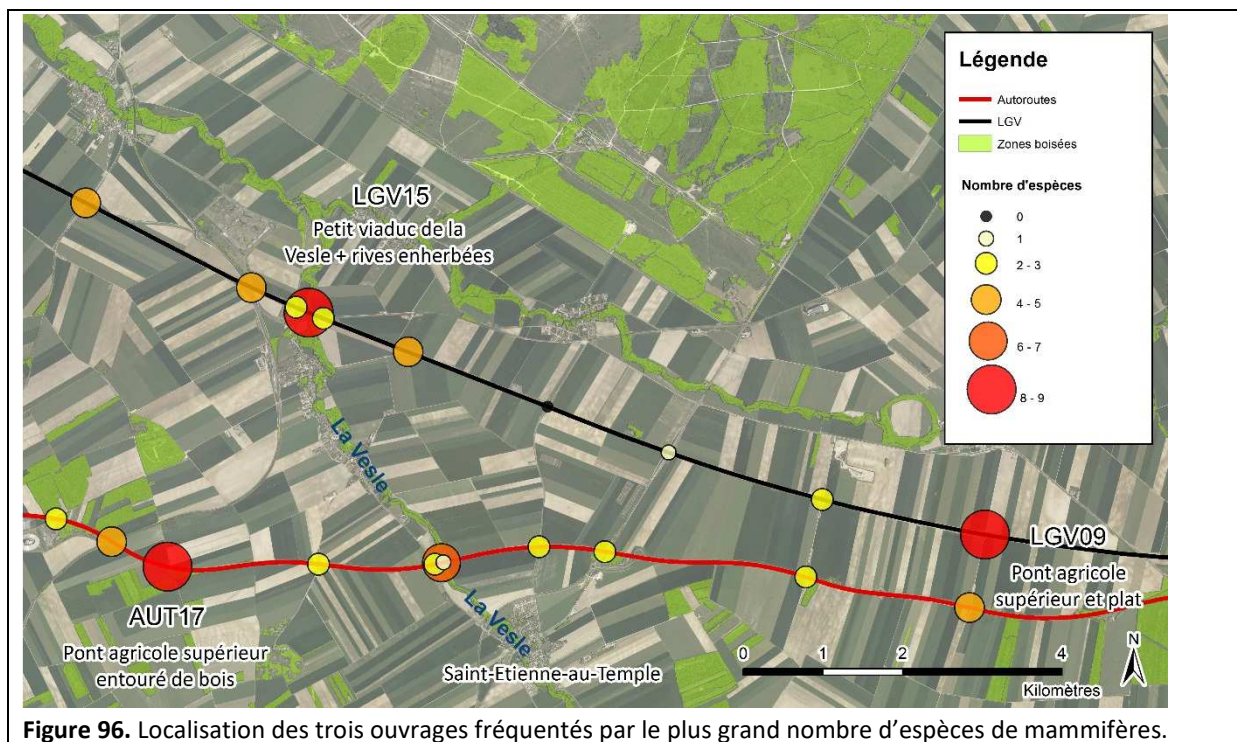 Légende
Autoroutes
LGV
Zones boisées
Nombre d'espèces
0
1
2 - 3
4 - 5
6 - 7
8 - 9
LGV15
Petit viaduc de la
Vesle + rives enherbées
La Vesle
LGV09
Pont agricole
supérieur et plat
AUT17
Pont agricole supérieur
entouré de bois
La Vesle
Saint-Etienne-au-Temple
0 1 2 4
Kilomètres
N
Figure 96. Localisation des trois ouvrages fréquentés par le plus grand nombre d'espèces de mammifères.